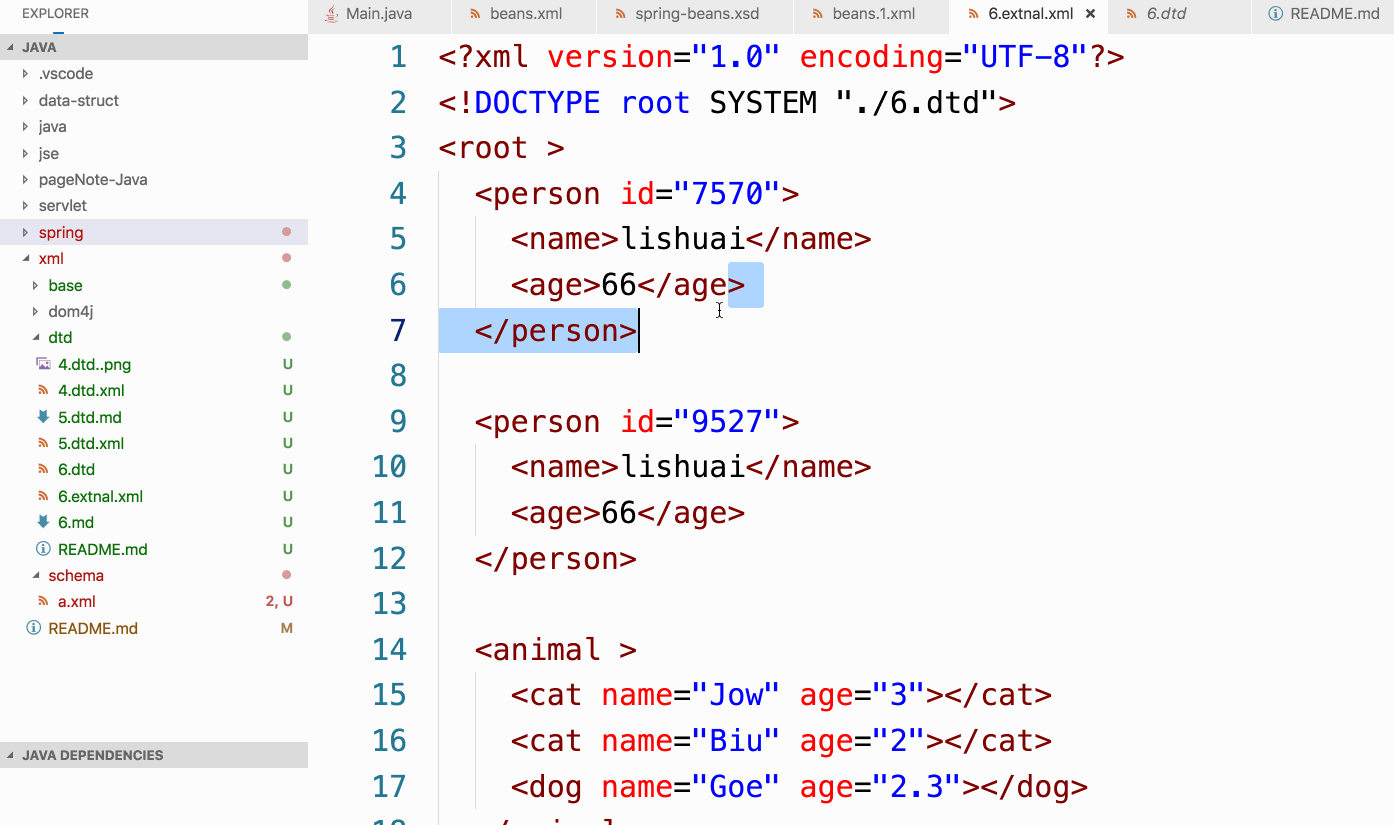 EXPLORER
Main.java
beans.xml
spring-beans.xsd
beans.1.xml
6.extnal.xml ×
6.dtd
README.md
JAVA
.vscode
data-struct
java
jse
pageNote-Java
servlet
spring
xml
base
dom4j
dtd
4.dtd..png U
4.dtd.xml U
5.dtd.md U
5.dtd.xml U
6.dtd U
6.extnal.xml U
6.md U
README.md U
schema
a.xml 2, U
README.md M
JAVA DEPENDENCIES
1 <?xml version="1.0" encoding="UTF-8"?>
2 <!DOCTYPE root SYSTEM "./6.dtd">
3 <root >
4 <person id="7570">
5 <name>lishuai</name>
6 <age>66</age>
7 </person>
8
9 <person id="9527">
10 <name>lishuai</name>
11 <age>66</age>
12 </person>
13
14 <animal >
15 <cat name="Jow" age="3"></cat>
16 <cat name="Biu" age="2"></cat>
17 <dog name="Goe" age="2.3"></dog>